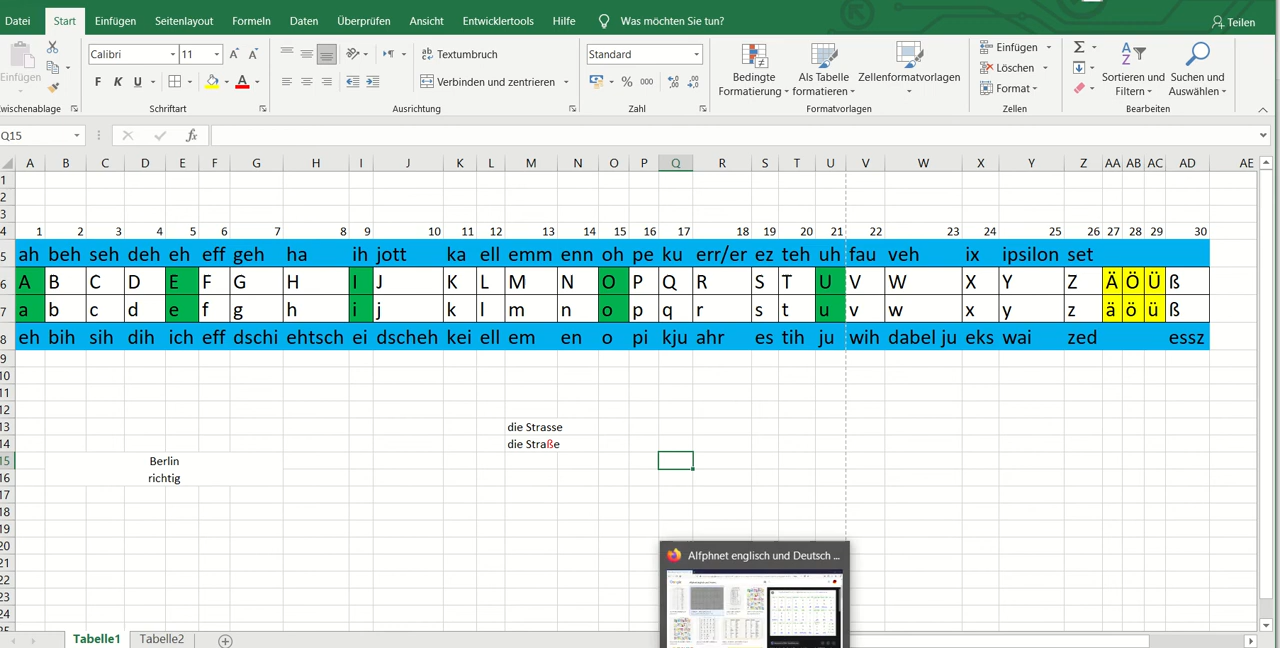 Datei Start Einfügen Seitenlayout Formeln Daten Überprüfen Ansicht Entwicklertools Hilfe Was möchten Sie tun? Teilen
Calibri 11 A A ab Textumbruch Standard Einfügen Σ
Einfügen Bedingte Als Tabelle Zellenformatvorlagen Löschen Sortieren und Suchen und
F K U A Verbinden und zentrieren % 000 Formatierung formatieren Format Filtern Auswählen
wischenablage Schriftart Ausrichtung Zahl Formatvorlagen Zellen Bearbeiten
Q15 fx
A B C D E F G H I J K L M N O P Q R S T U V W X Y Z AA AB AC AD AE
1
2
3
4 1 2 3 4 5 6 7 8 9 10 11 12 13 14 15 16 17 18 19 20 21 22 23 24 25 26 27 28 29 30
5 ah beh seh deh eh eff geh ha ih jott ka ell emm enn oh pe ku err/er ez teh uh fau veh ix ipsilon set
6 A B C D E F G H I J K L M N O P Q R S T U V W X Y Z Ä Ö Ü ß
7 a b c d e f g h i j k l m n o p q r s t u v w x y z ä ö ü ß
8 eh bih sih dih ich eff dschi ehtsch ei dscheh kei ell em en o pi kju ahr es tih ju wih dabel ju eks wai zed essz
9
10
11
12
13 die Strasse
14 die Straße
15 Berlin
16 richtig
17
18
19
20
21 Alfphnet englisch und Deutsch ...
22
23
24
25
Tabelle1 Tabelle2